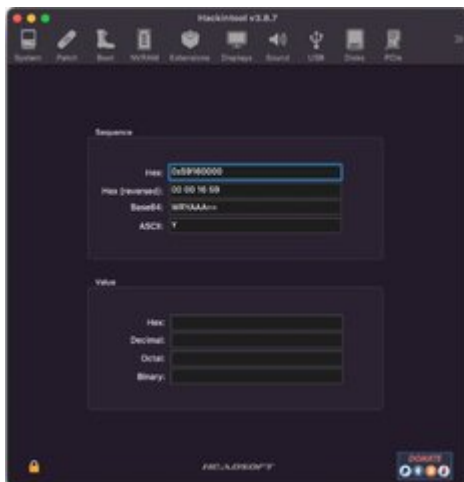 Hackintool v3.8.7
System Patch Boot NVRAM Extensions Displays Sound USB Disks PCIe
Sequence
Hex: 0x59160000
Hex (reversed): 00 00 16 59
Base64: WRYAAA==
ASCII: Y
Value
Hex:
Decimal:
Octal:
Binary:
HEADSOFT
DONATE